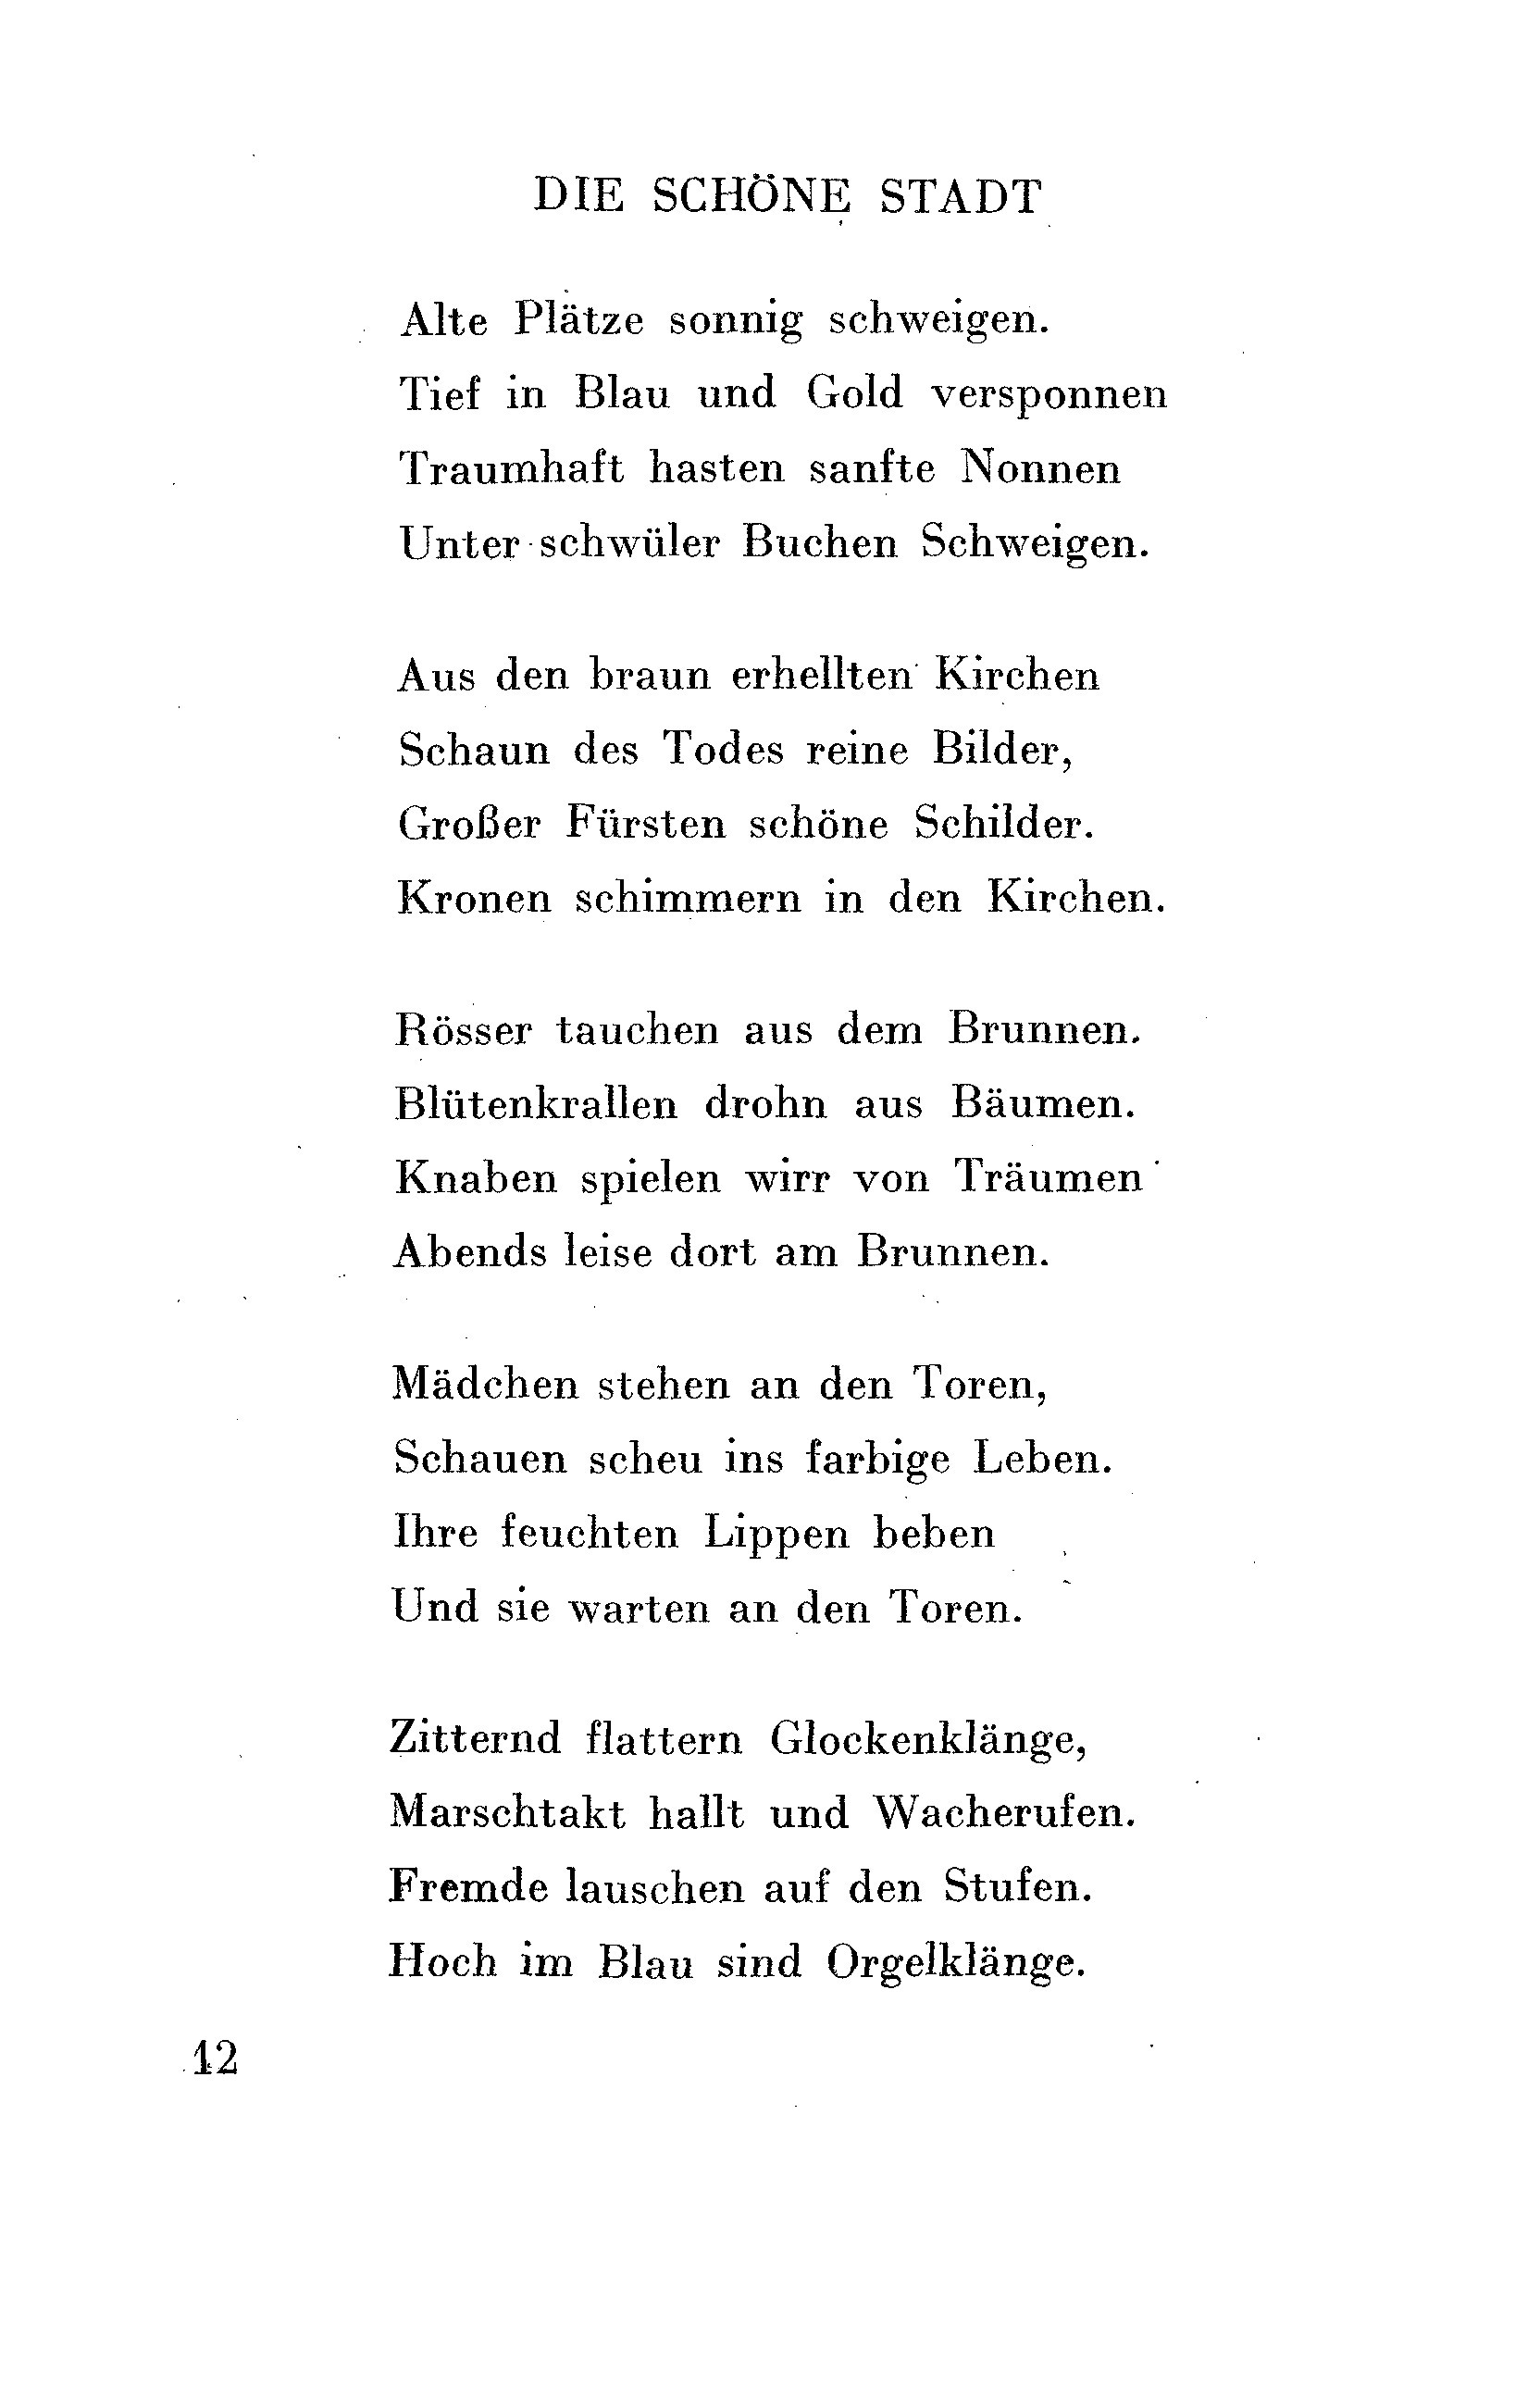 DIE SCHÖNE STADT
Alte Plätze sonnig schweigen.
Tief in Blau und Gold versponnen
Traumhaft hasten sanfte Nonnen
Unter schwüler Buchen Schweigen.
Aus den braun erhellten Kirchen
Schaun des Todes reine Bilder,
Großer Fürsten schöne Schilder.
Kronen schimmern in den Kirchen.
Rösser tauchen aus dem Brunnen.
Blütenkrallen drohn aus Bäumen.
Knaben spielen wirr von Träumen
Abends leise dort am Brunnen.
Mädchen stehen an den Toren,
Schauen scheu ins farbige Leben.
Ihre feuchten Lippen beben
Und sie warten an den Toren.
Zitternd flattern Glockenklänge,
Marschtakt hallt und Wacherufen.
Fremde lauschen auf den Stufen.
Hoch im Blau sind Orgelklänge.
12